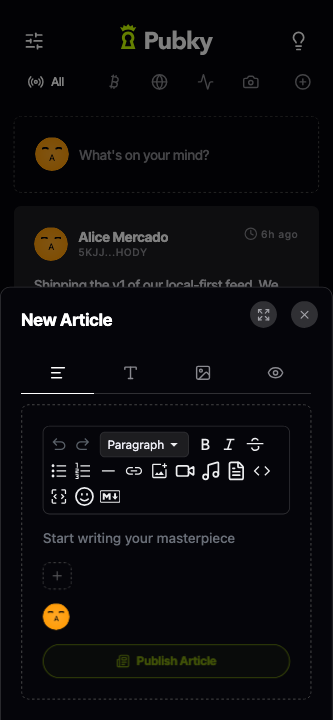 Pubky
All
What's on your mind?
Alice Mercado
6h ago
5KJJ...HODY
Shipping the v1 of our local-first feed. We
New Article
Paragraph
B I S
M↓
Start writing your masterpiece
Publish Article